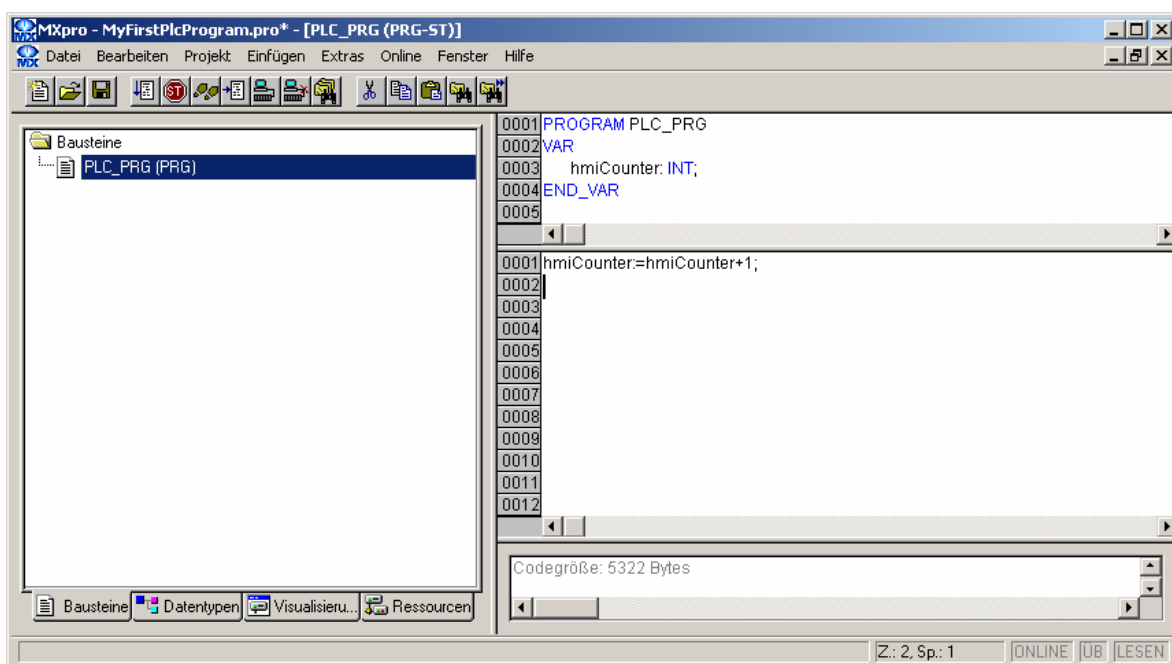 MXpro - MyFirstPlcProgram.pro* - [PLC_PRG (PRG-ST)]
Datei Bearbeiten Projekt Einfügen Extras Online Fenster Hilfe
Bausteine
PLC_PRG (PRG)
0001 PROGRAM PLC_PRG
0002 VAR
0003 hmiCounter: INT;
0004 END_VAR
0005
0001 hmiCounter:=hmiCounter+1;
0002
0003
0004
0005
0006
0007
0008
0009
0010
0011
0012
Codegröße: 5322 Bytes
Bausteine Datentypen Visualisieru... Ressourcen
Z.: 2, Sp.: 1 ONLINE ÜB LESEN